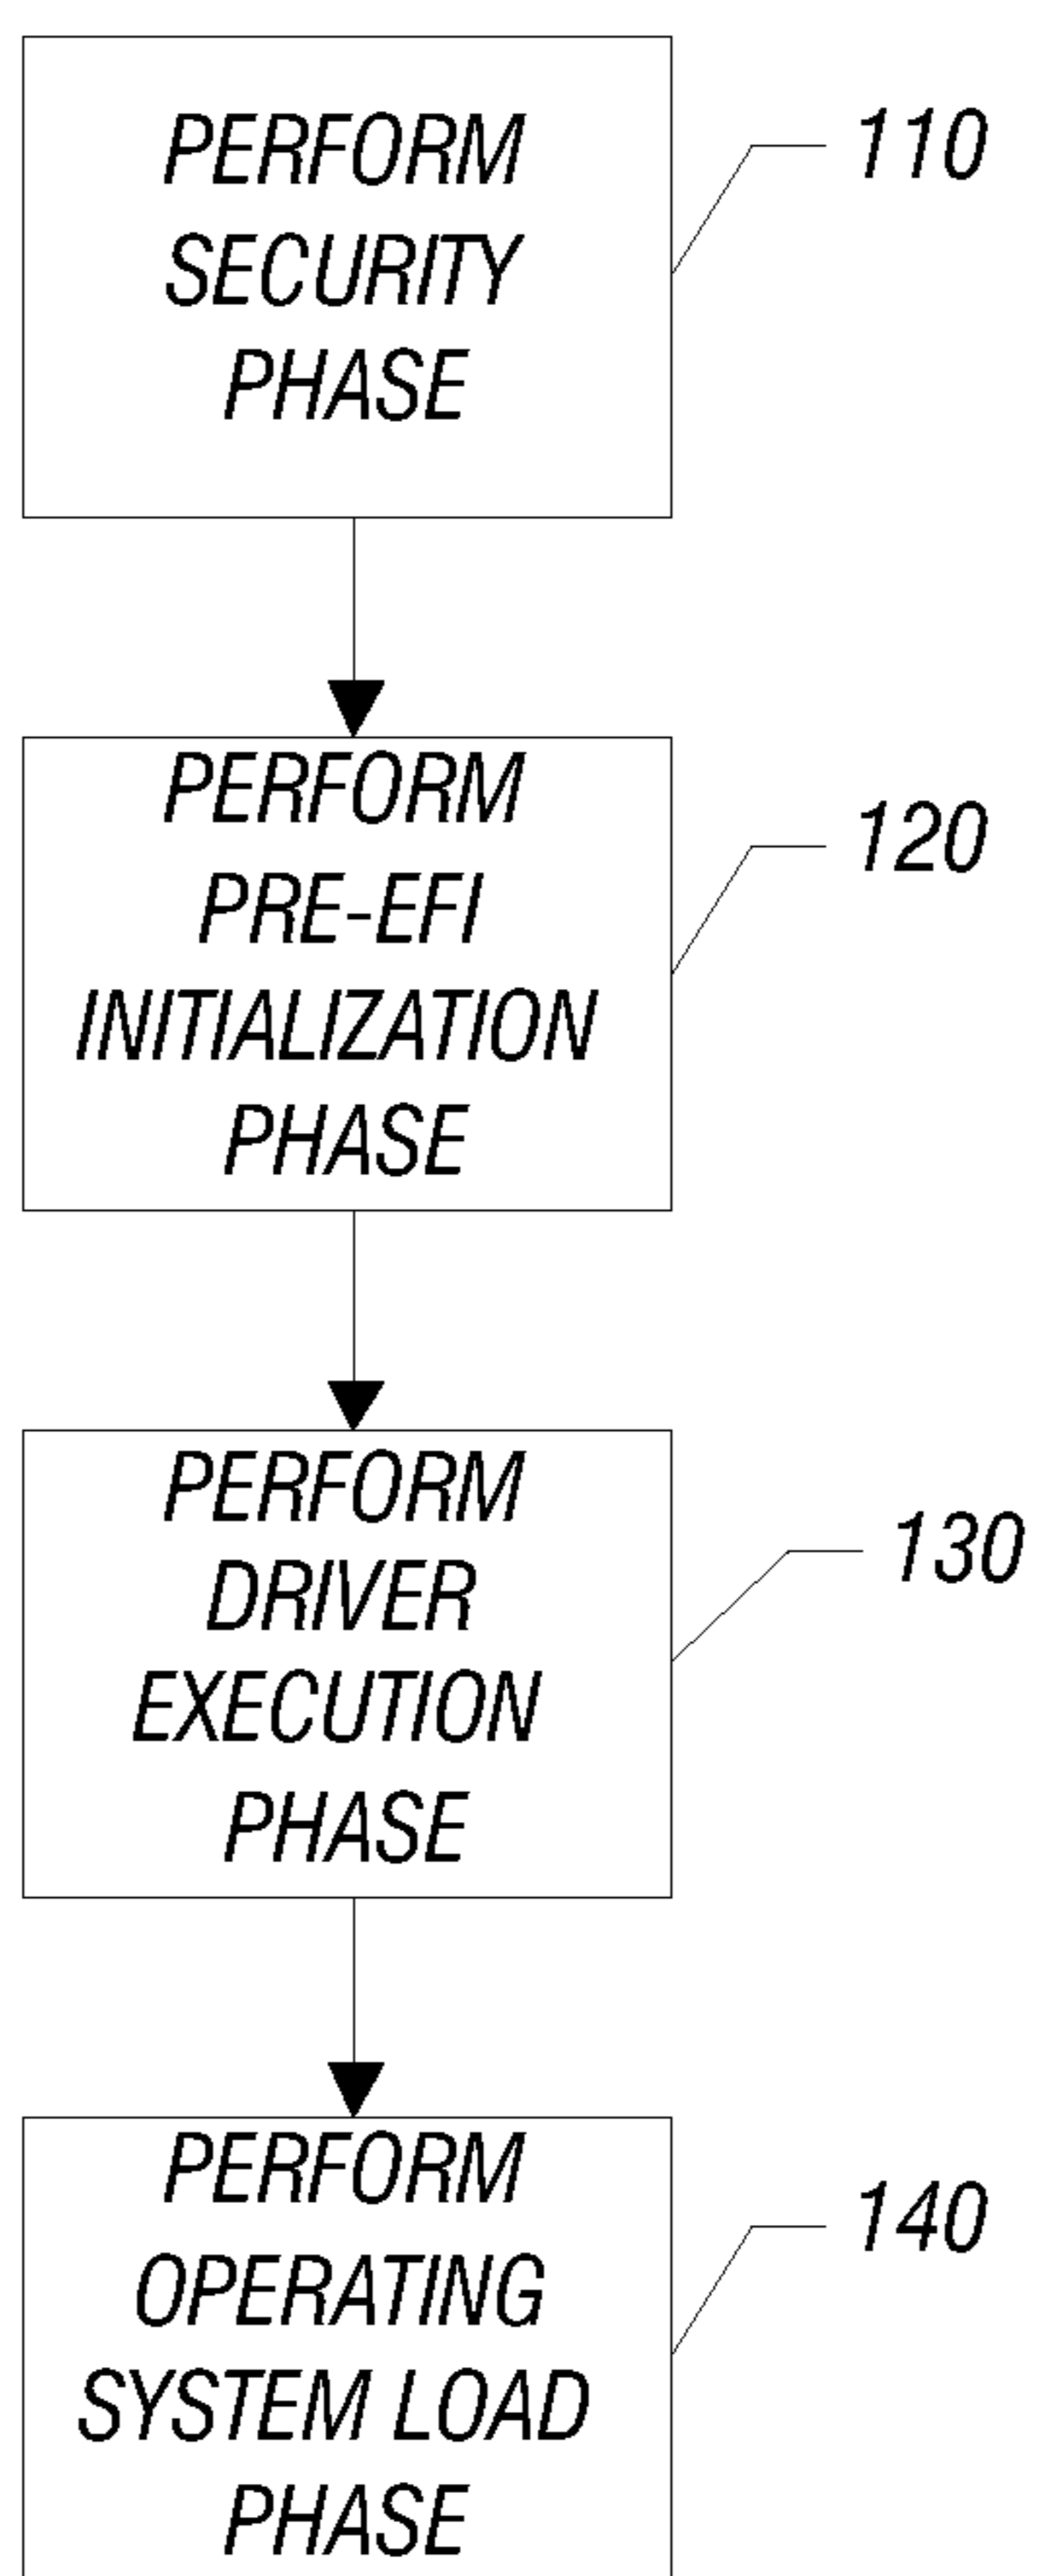 PERFORM
SECURITY
PHASE
110
PERFORM
PRE-EFI
INITIALIZATION
PHASE
120
PERFORM
DRIVER
EXECUTION
PHASE
130
PERFORM
OPERATING
SYSTEM LOAD
PHASE
140